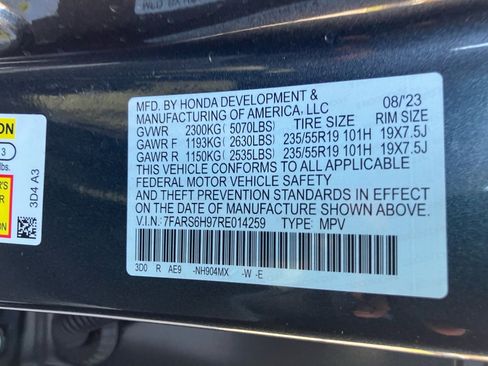 MFD. BY HONDA DEVELOPMENT &
MANUFACTURING OF AMERICA, LLC 08/'23
GVWR 2300KG ( 5070LBS) TIRE SIZE RIM SIZE
GAWR F 1193KG ( 2630LBS) 235/55R19 101H 19X7.5J
GAWR R 1150KG ( 2535LBS) 235/55R19 101H 19X7.5J
THIS VEHICLE CONFORMS TO ALL APPLICABLE
FEDERAL MOTOR VEHICLE SAFETY
AND THEFT PREVENTION STANDARDS IN EFFECT
ON THE DATE OF MANUFACTURE SHOWN ABOVE.
V.I.N.: 7FARS6H97RE014259 TYPE: MPV
3D0 R AE9 -NH904MX -W -E
3D4 A3
3
lbs.